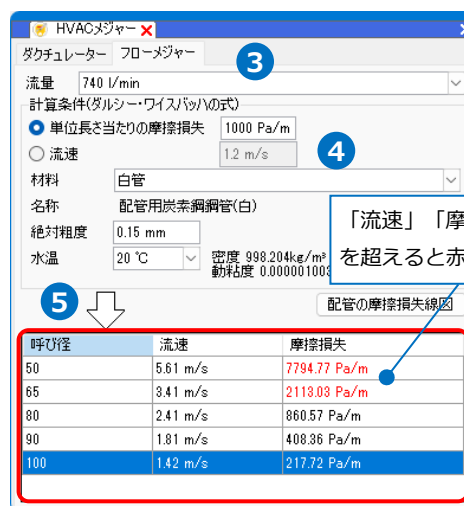 HVACメジャー
ダクチュレーター フローメジャー
3
流量 740 l/min
計算条件(ダルシー・ワイスバッハの式)
単位長さ当たりの摩擦損失 1000 Pa/m
流速 1.2 m/s
4
材料 白管
名称 配管用炭素鋼鋼管(白)
「流速」「摩
絶対粗度 0.15 mm
を超えると赤
水温 20 ℃ 密度 998.204kg/m³
動粘度 0.000001003
5
配管の摩擦損失線図
呼び径 流速 摩擦損失
50 5.61 m/s 7794.77 Pa/m
65 3.41 m/s 2113.03 Pa/m
80 2.41 m/s 860.57 Pa/m
90 1.81 m/s 408.36 Pa/m
100 1.42 m/s 217.72 Pa/m